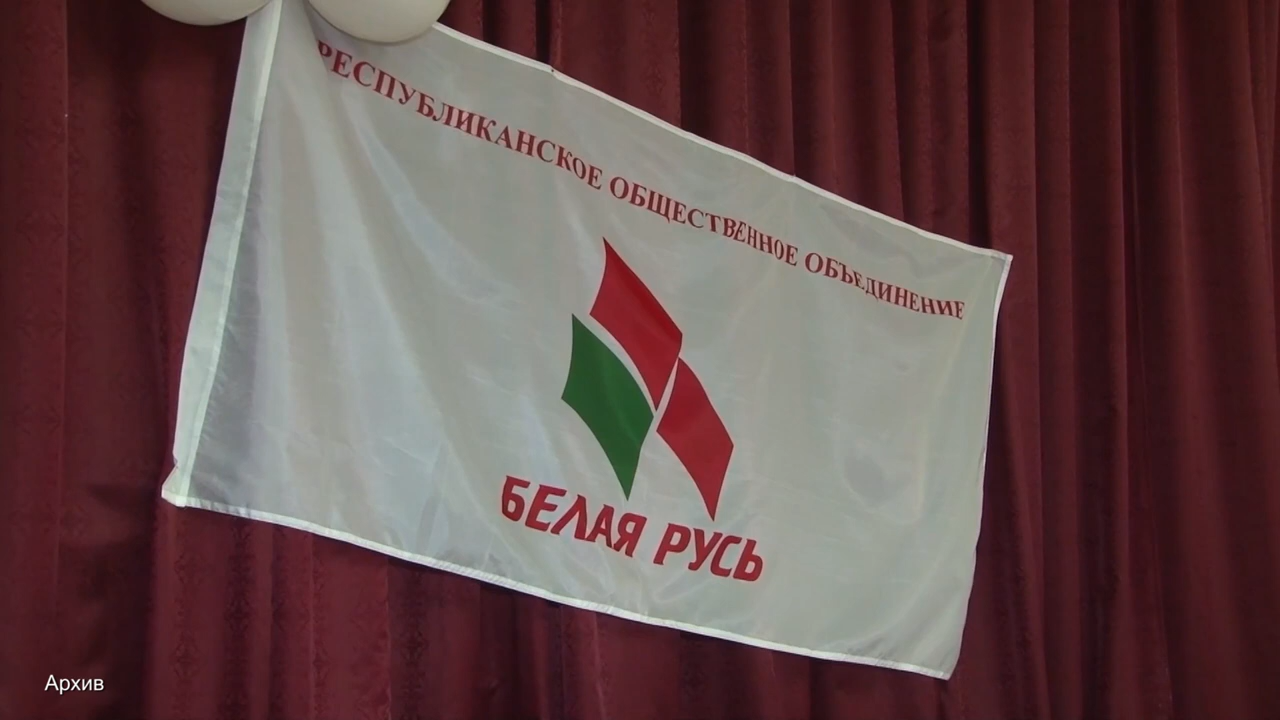 РЕСПУБЛИКАНСКОЕ ОБЩЕСТВЕННОЕ ОБЪЕДИНЕНИЕ
БЕЛАЯ РУСЬ
Архив